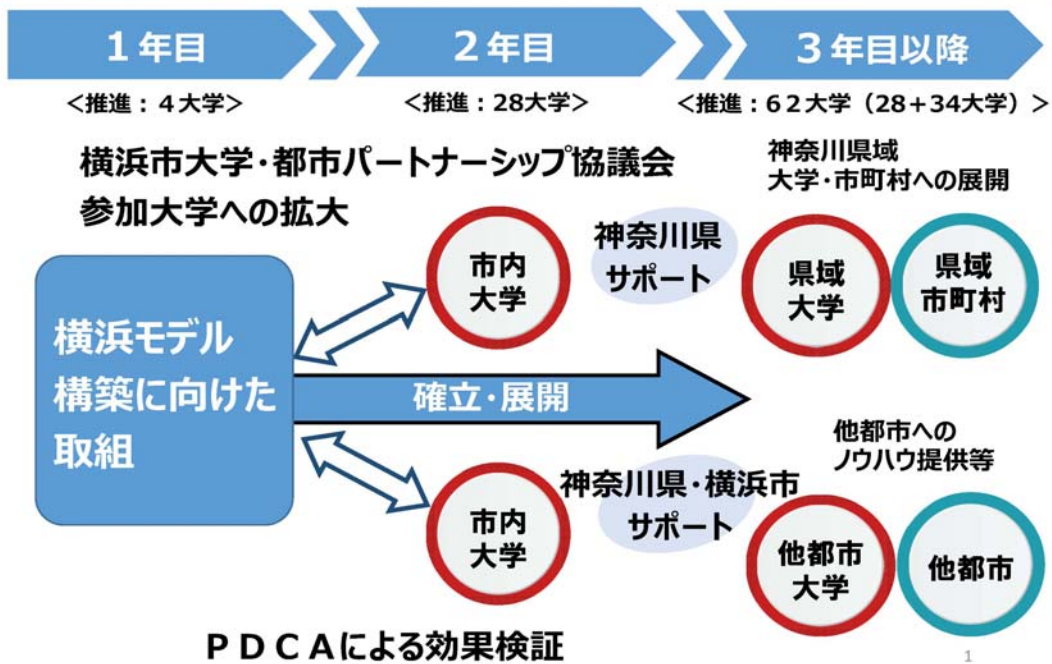 1年目
2年目
3年目以降
<推進：4大学>
<推進：28大学>
<推進：62大学（28+34大学）>
横浜市大学・都市パートナーシップ協議会
参加大学への拡大
神奈川県域
大学・市町村への展開
市内
大学
神奈川県
サポート
県域
大学
県域
市町村
横浜モデル
構築に向けた
取組
確立・展開
他都市への
ノウハウ提供等
市内
大学
神奈川県・横浜市
サポート
他都市
大学
他都市
PDCAによる効果検証
1